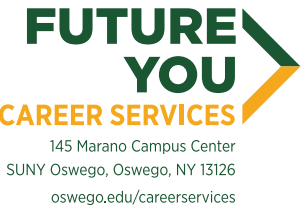 FUTURE
YOU
CAREER SERVICES
145 Marano Campus Center
SUNY Oswego, Oswego, NY 13126
oswego.edu/careerservices